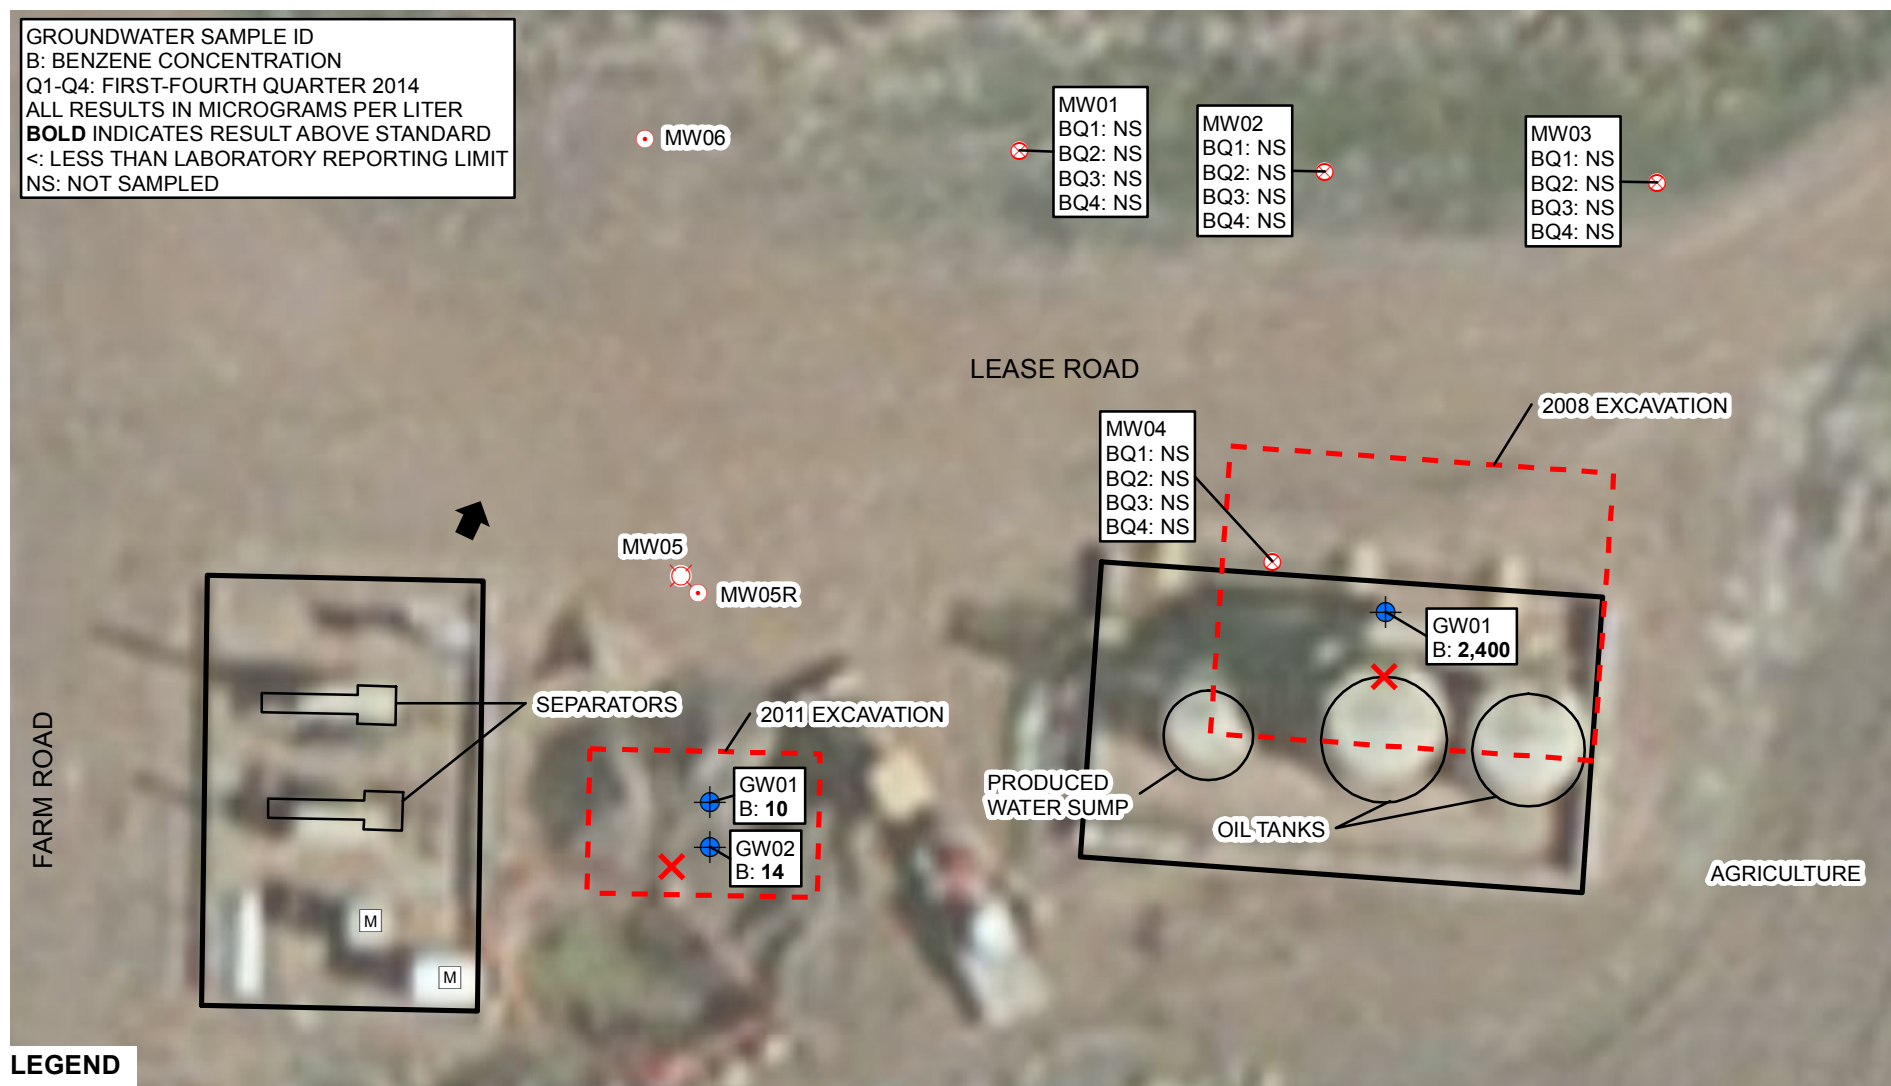 GROUNDWATER SAMPLE ID
B: BENZENE CONCENTRATION
Q1-Q4: FIRST-FOURTH QUARTER 2014
ALL RESULTS IN MICROGRAMS PER LITER
BOLD INDICATES RESULT ABOVE STANDARD
<: LESS THAN LABORATORY REPORTING LIMIT
NS: NOT SAMPLED
MW06
MW01
BQ1: NS
BQ2: NS
BQ3: NS
BQ4: NS
MW02
BQ1: NS
BQ2: NS
BQ3: NS
BQ4: NS
MW03
BQ1: NS
BQ2: NS
BQ3: NS
BQ4: NS
LEASE ROAD
2008 EXCAVATION
MW04
BQ1: NS
BQ2: NS
BQ3: NS
BQ4: NS
MW05
MW05R
GW01
B: 2,400
SEPARATORS
2011 EXCAVATION
FARM ROAD
GW01
B: 10
GW02
B: 14
PRODUCED
WATER SUMP
OIL TANKS
AGRICULTURE
M
M
LEGEND